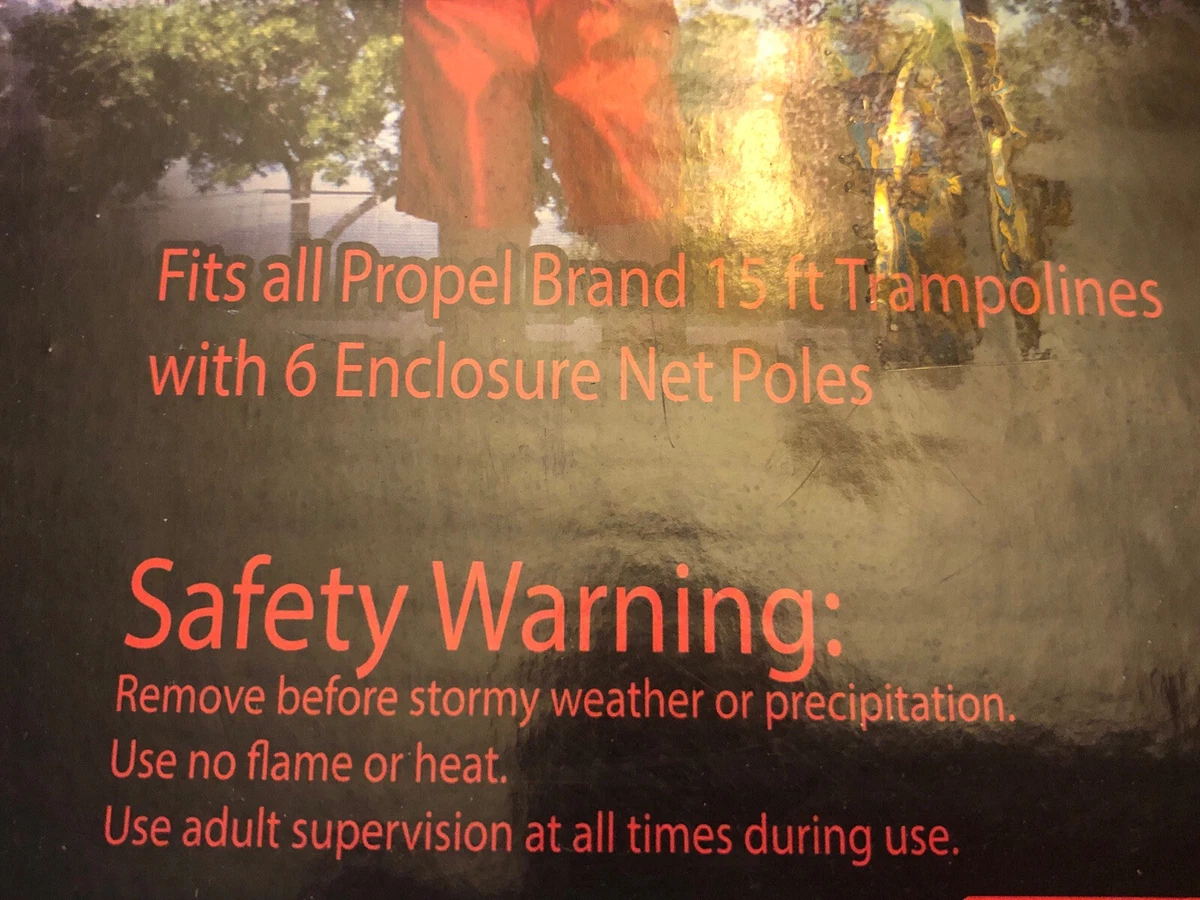 Fits all Propel Brand 15 ft Trampolines
with 6 Enclosure Net Poles
Safety Warning:
Remove before stormy weather or precipitation.
Use no flame or heat.
Use adult supervision at all times during use.